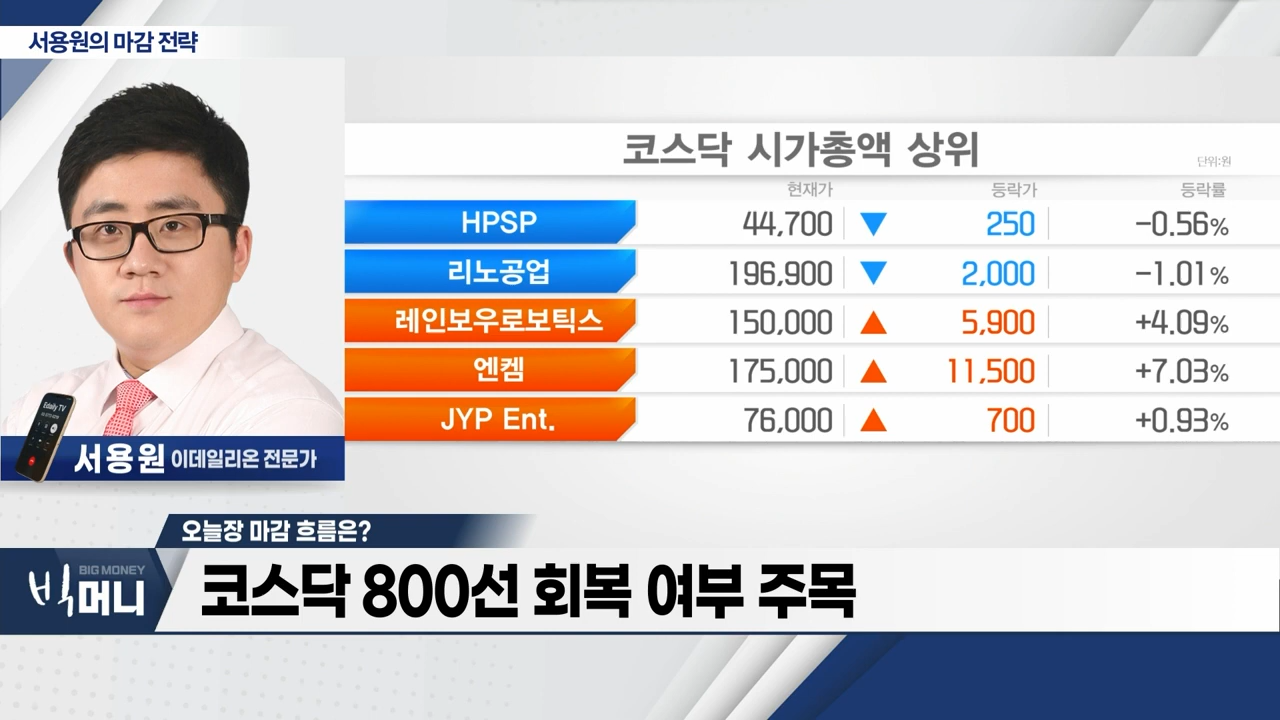 서용원의 마감 전략
코스닥 시가총액 상위
단위:원
현재가 등락가 등락률
HPSP 44,700 ▼ 250 -0.56%
리노공업 196,900 ▼ 2,000 -1.01%
레인보우로보틱스 150,000 ▲ 5,900 +4.09%
엔켐 175,000 ▲ 11,500 +7.03%
JYP Ent. 76,000 ▲ 700 +0.93%
Edaily TV
서용원 이데일리온 전문가
오늘장 마감 흐름은?
BIG MONEY
빅머니
코스닥 800선 회복 여부 주목